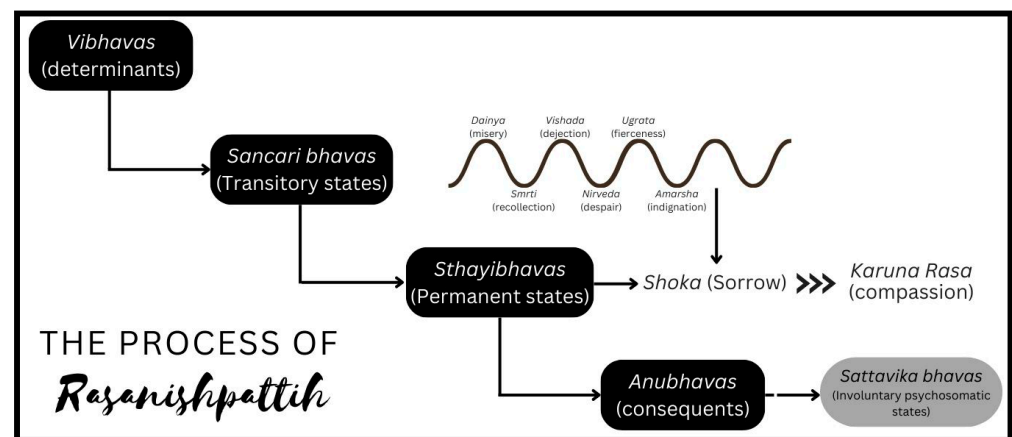 Vibhavas
(determinants)
Sancari bhavas
(Transitory states)
Dainya
(misery)
Vishada
(dejection)
Ugrata
(fierceness)
Smrti
(recollection)
Nirveda
(despair)
Amarsha
(indignation)
Sthayibhavas
(Permanent states)
Shoka (Sorrow)
Karuna Rasa
(compassion)
THE PROCESS OF
Rasanishpattih
Anubhavas
(consequents)
Sattavika bhavas
(Involuntary psychosomatic
states)